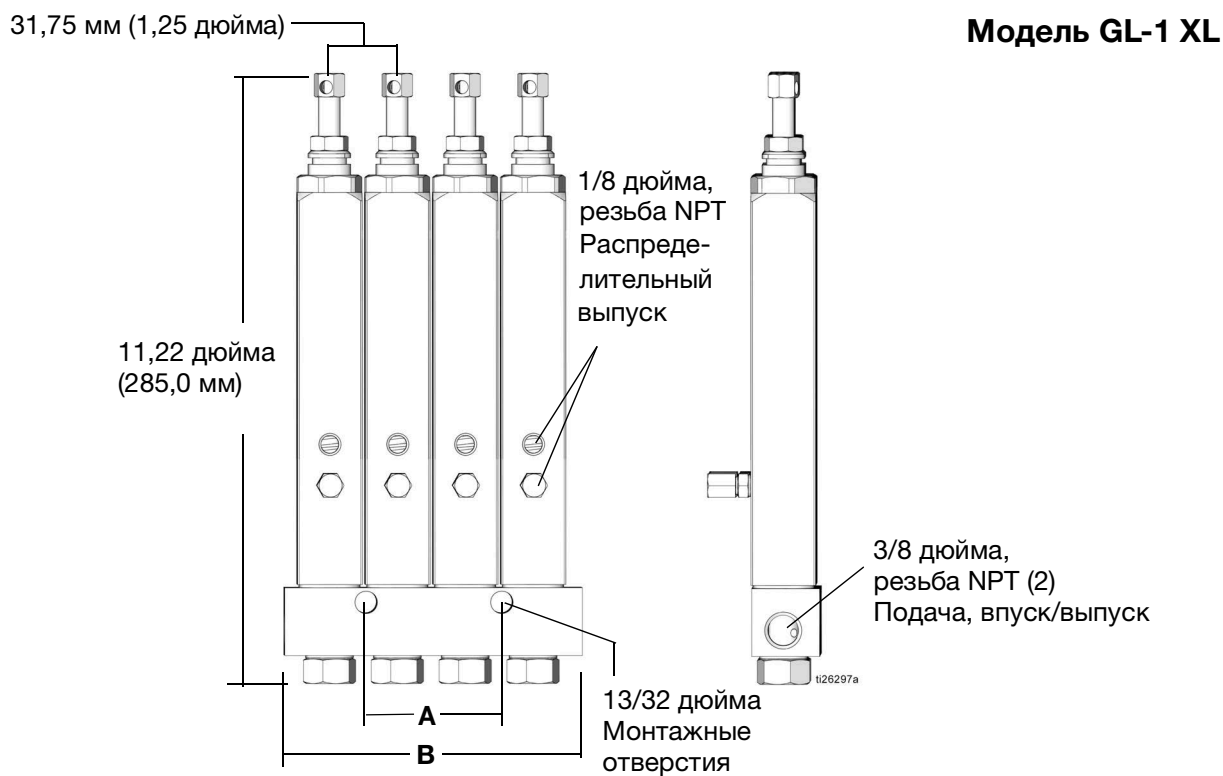 31,75 мм (1,25 дюйма)
Модель GL-1 XL
1/8 дюйма,
резьба NPT
Распреде-
лительный
выпуск
11,22 дюйма
(285,0 мм)
3/8 дюйма,
резьба NPT (2)
Подача, впуск/выпуск
ti26297a
13/32 дюйма
Монтажные
отверстия
A
B